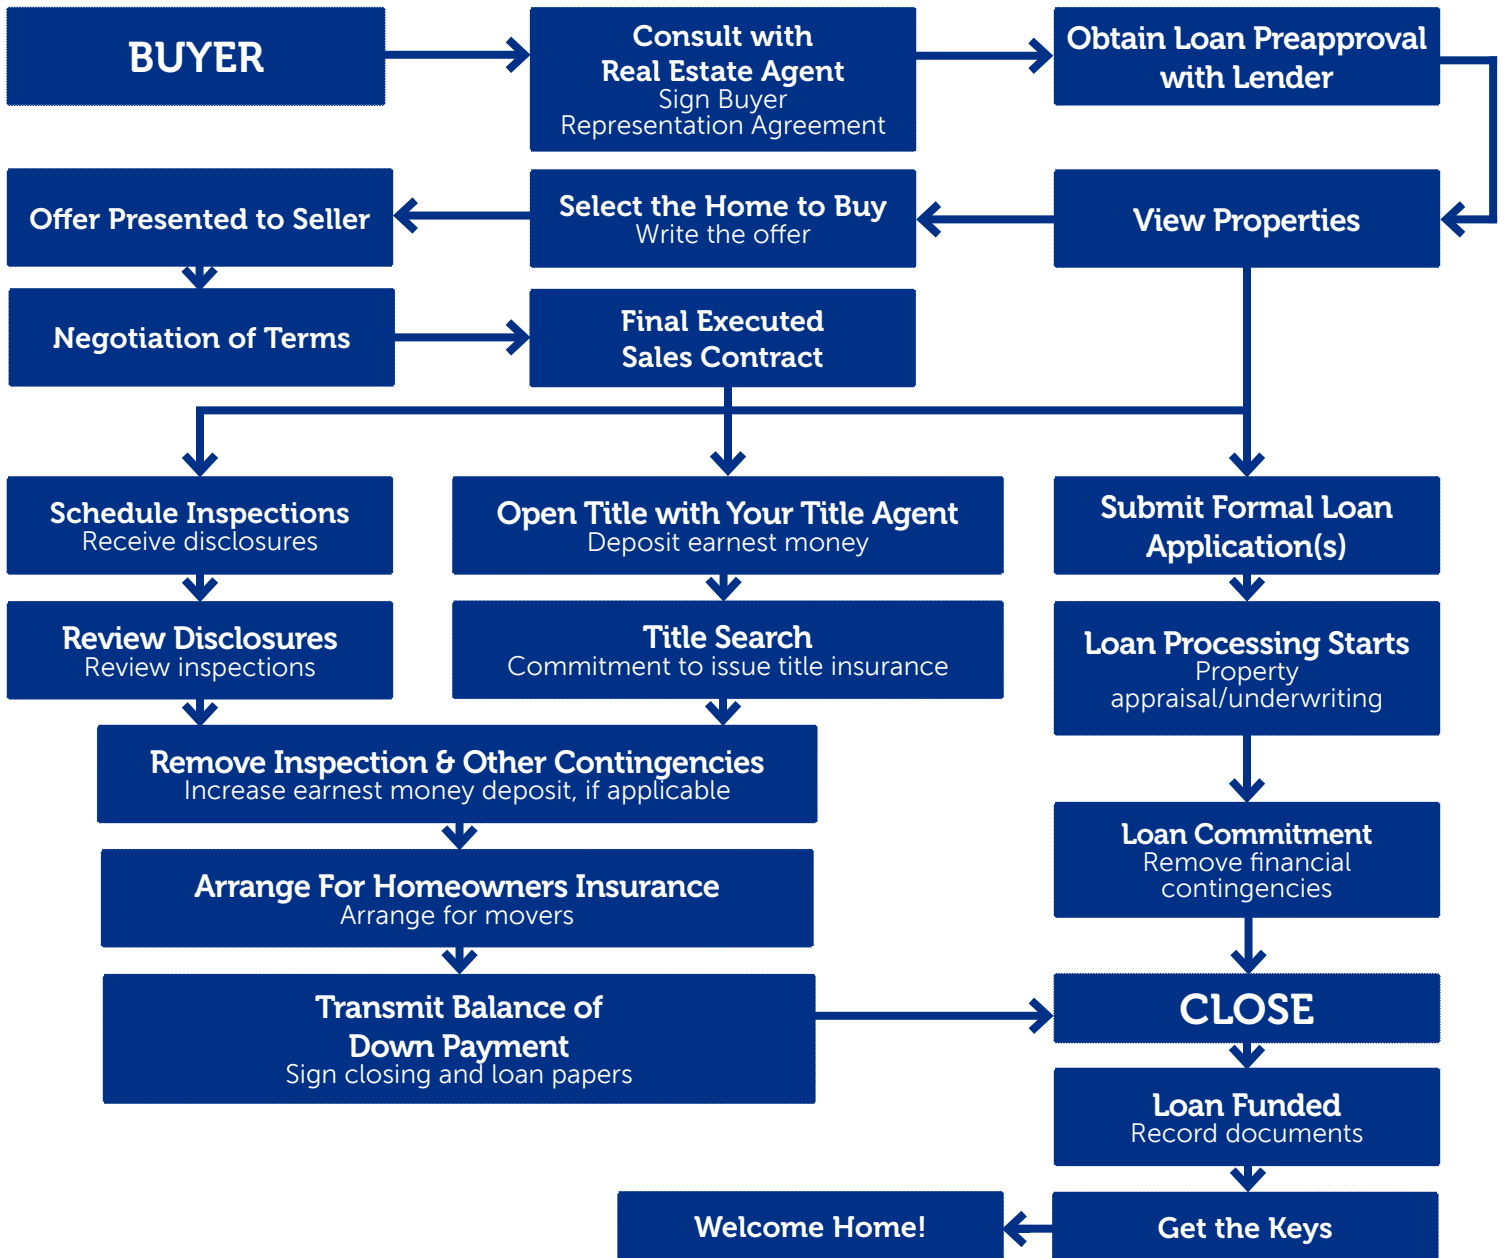 BUYER
Consult with
Real Estate Agent
Sign Buyer
Representation Agreement
Obtain Loan Preapproval
with Lender
View Properties
Select the Home to Buy
Write the offer
Offer Presented to Seller
Negotiation of Terms
Final Executed
Sales Contract
Schedule Inspections
Receive disclosures
Open Title with Your Title Agent
Deposit earnest money
Submit Formal Loan
Application(s)
Review Disclosures
Review inspections
Title Search
Commitment to issue title insurance
Loan Processing Starts
Property
appraisal/underwriting
Remove Inspection & Other Contingencies
Increase earnest money deposit, if applicable
Loan Commitment
Remove financial
contingencies
Arrange For Homeowners Insurance
Arrange for movers
Transmit Balance of
Down Payment
Sign closing and loan papers
CLOSE
Loan Funded
Record documents
Get the Keys
Welcome Home!